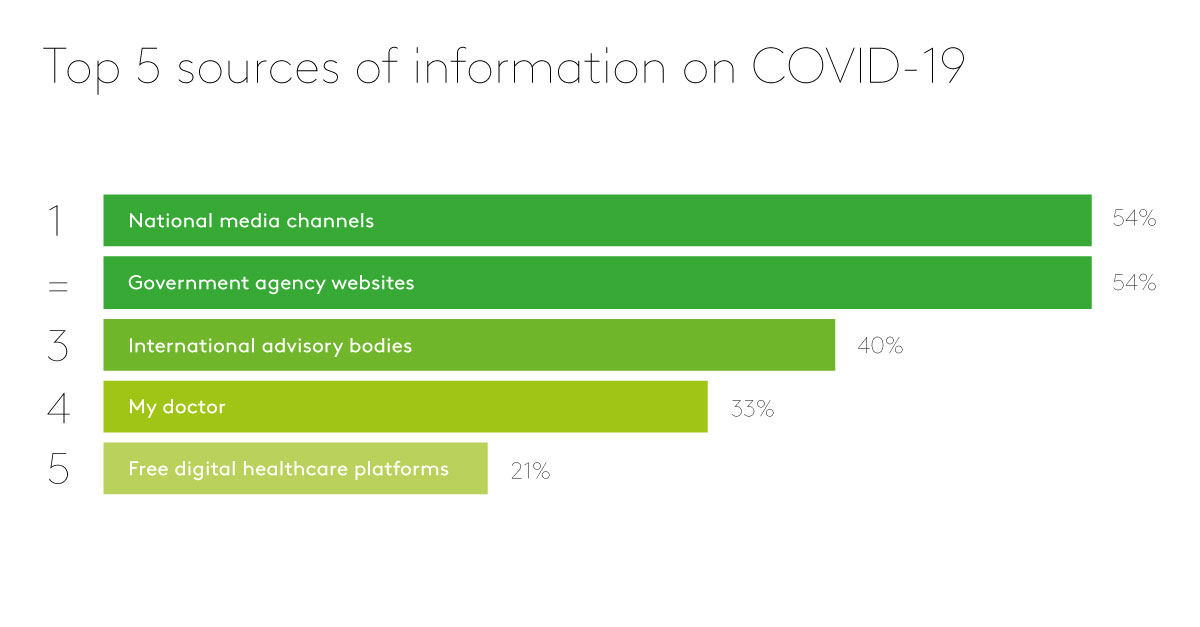 Top 5 sources of information on COVID-19
1 National media channels 54%
= Government agency websites 54%
3 International advisory bodies 40%
4 My doctor 33%
5 Free digital healthcare platforms 21%